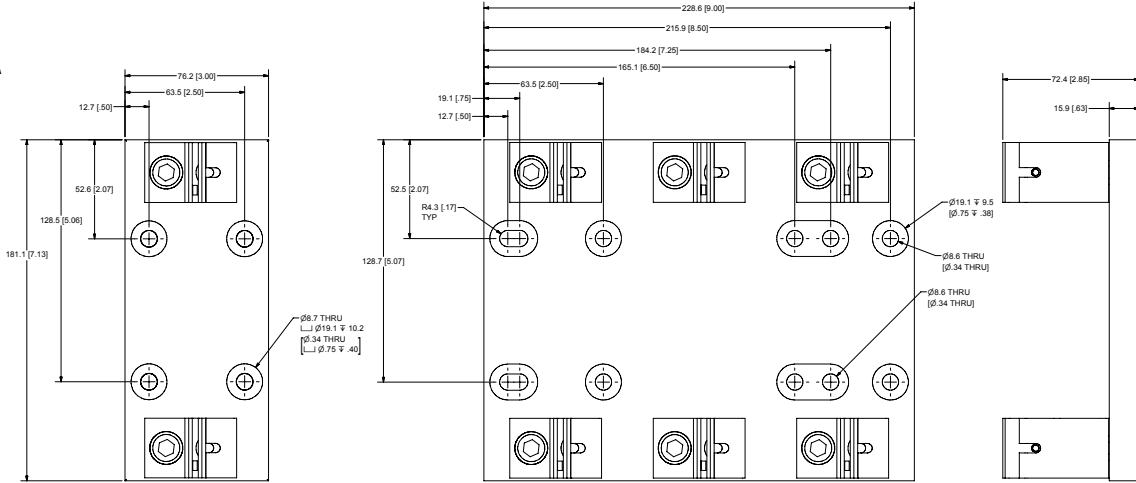 76.2 [3.00]
63.5 [2.50]
12.7 [.50]
52.6 [2.07]
128.5 [5.06]
181.1 [7.13]
Ø8.7 THRU
⌴ Ø19.1 ↧ 10.2
Ø.34 THRU
⌴ Ø.75 ↧ .40
228.6 [9.00]
215.9 [8.50]
184.2 [7.25]
165.1 [6.50]
63.5 [2.50]
19.1 [.75]
12.7 [.50]
52.5 [2.07]
R4.3 [.17]
TYP
128.7 [5.07]
Ø19.1 ↧ 9.5
[Ø.75 ↧ .38]
Ø8.6 THRU
[Ø.34 THRU]
Ø8.6 THRU
[Ø.34 THRU]
72.4 [2.85]
15.9 [.63]